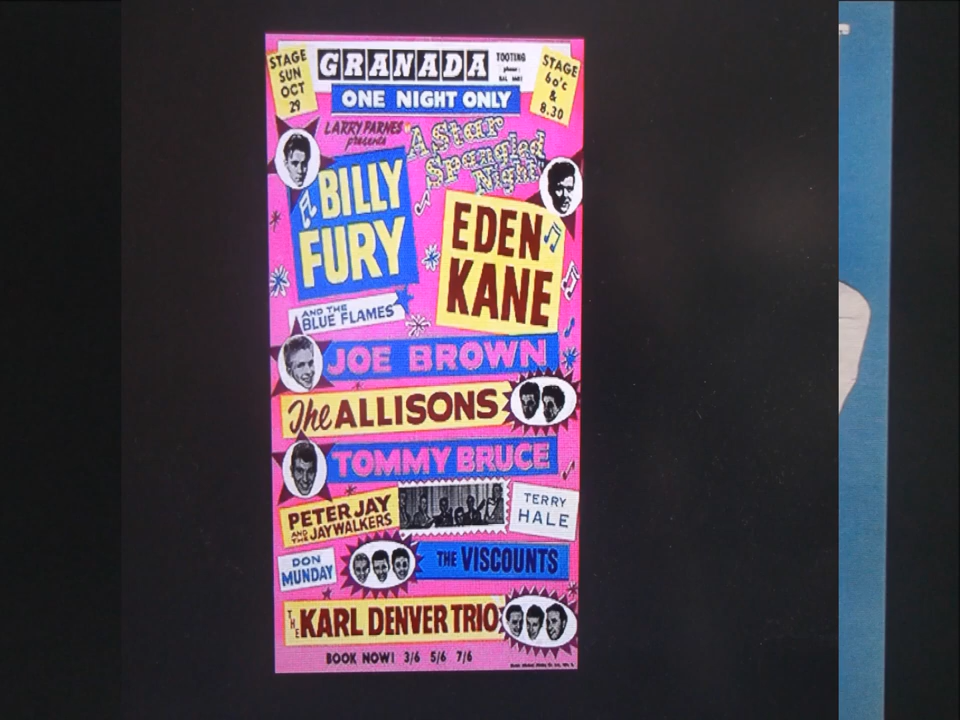 STAGE
SUN
OCT
29
GRANADA
TOOTING
phone:
STAGE
6 o'c
&
8.30
ONE NIGHT ONLY
LARRY PARNES
presents
"A Star
Spangled
Night"
BILLY
FURY
EDEN
KANE
AND THE
BLUE FLAMES
JOE BROWN
The ALLISONS
TOMMY BRUCE
PETER JAY
AND THE JAYWALKERS
TERRY
HALE
DON
MUNDAY
THE VISCOUNTS
THE KARL DENVER TRIO
BOOK NOW! 3/6 5/6 7/6